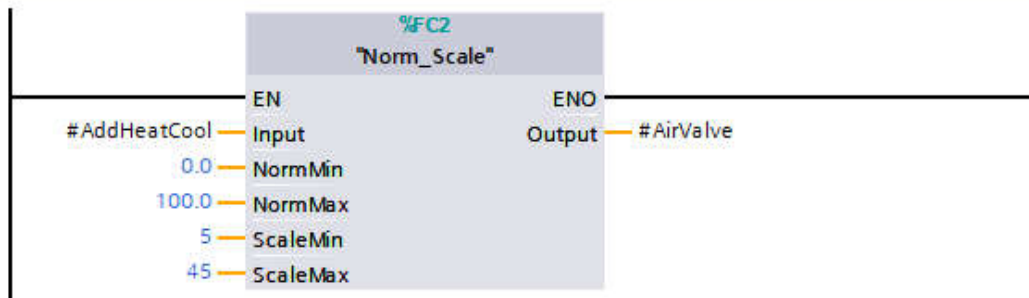 %FC2
"Norm_Scale"
EN ENO
#AddHeatCool Input Output #AirValve
0.0 NormMin
100.0 NormMax
5 ScaleMin
45 ScaleMax